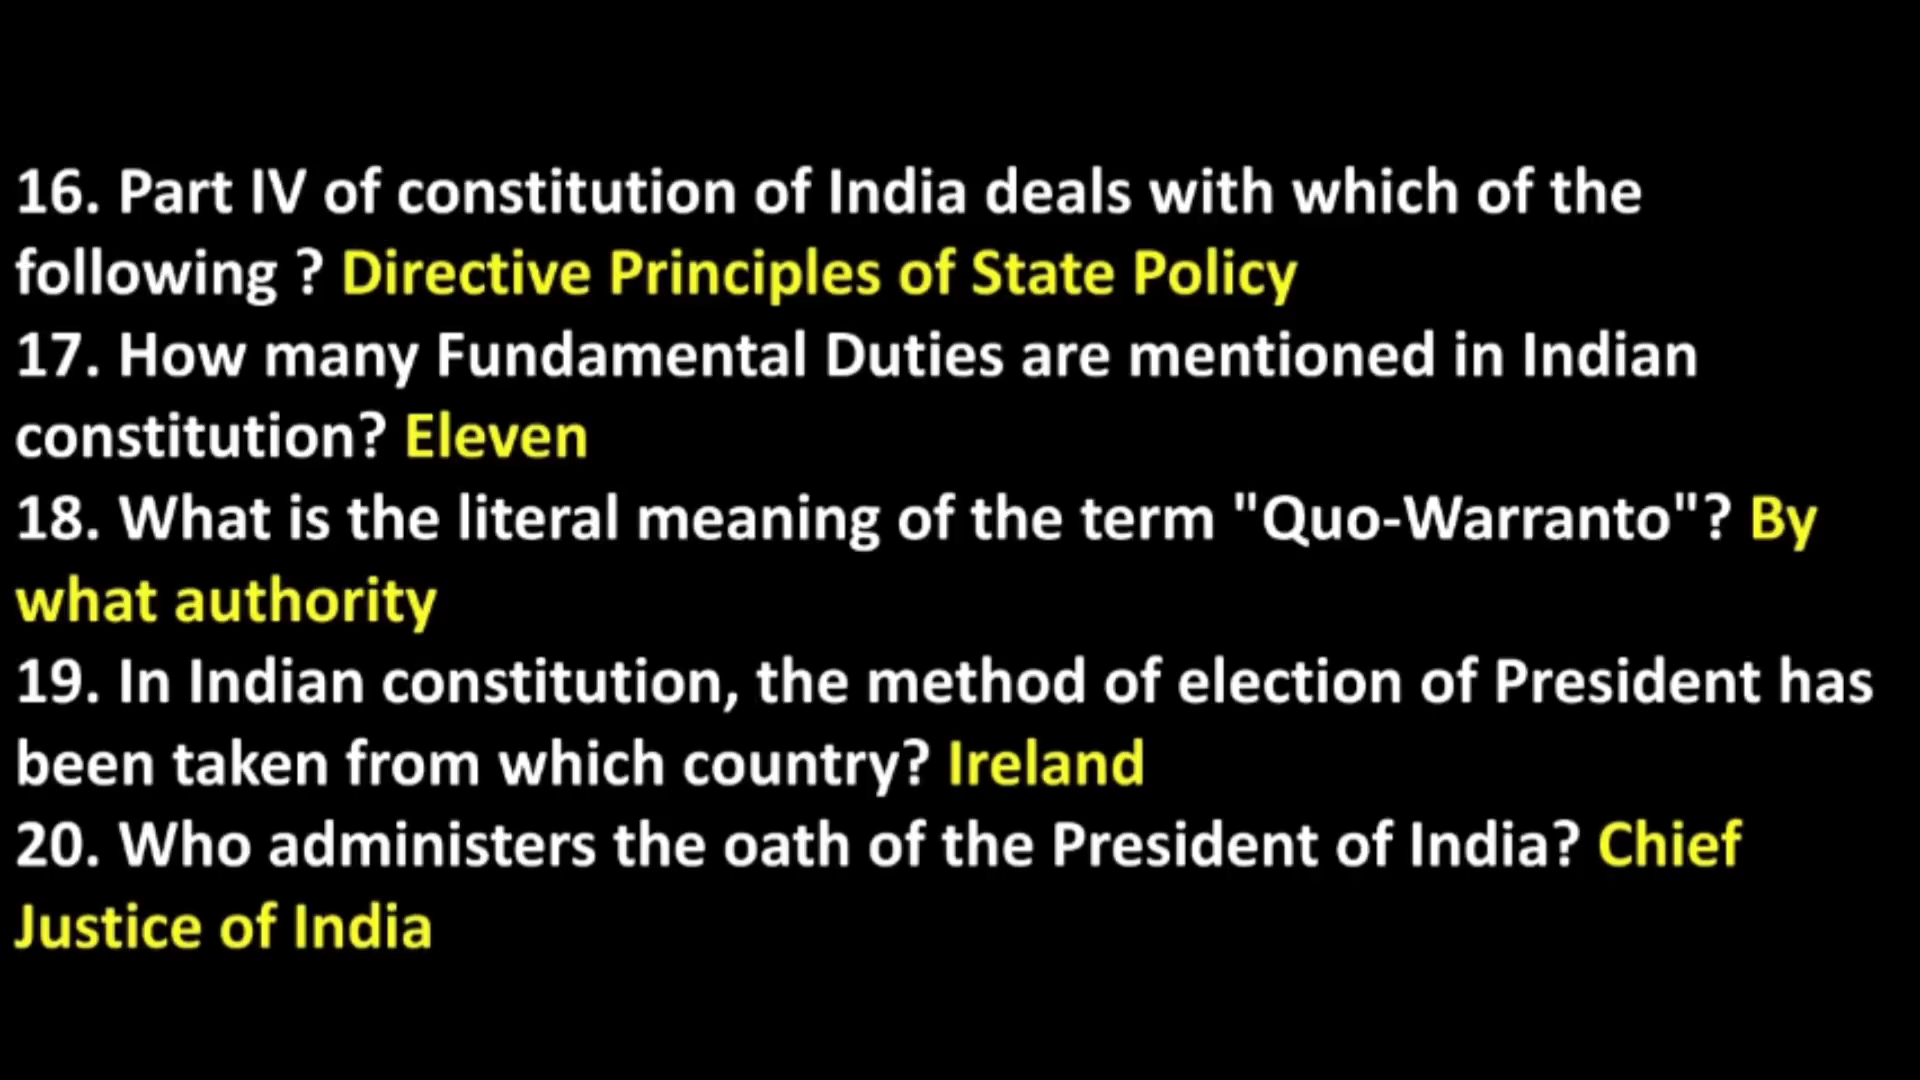 16. Part IV of constitution of India deals with which of the
following ? Directive Principles of State Policy
17. How many Fundamental Duties are mentioned in Indian
constitution? Eleven
18. What is the literal meaning of the term "Quo-Warranto"? By
what authority
19. In Indian constitution, the method of election of President has
been taken from which country? Ireland
20. Who administers the oath of the President of India? Chief
Justice of India